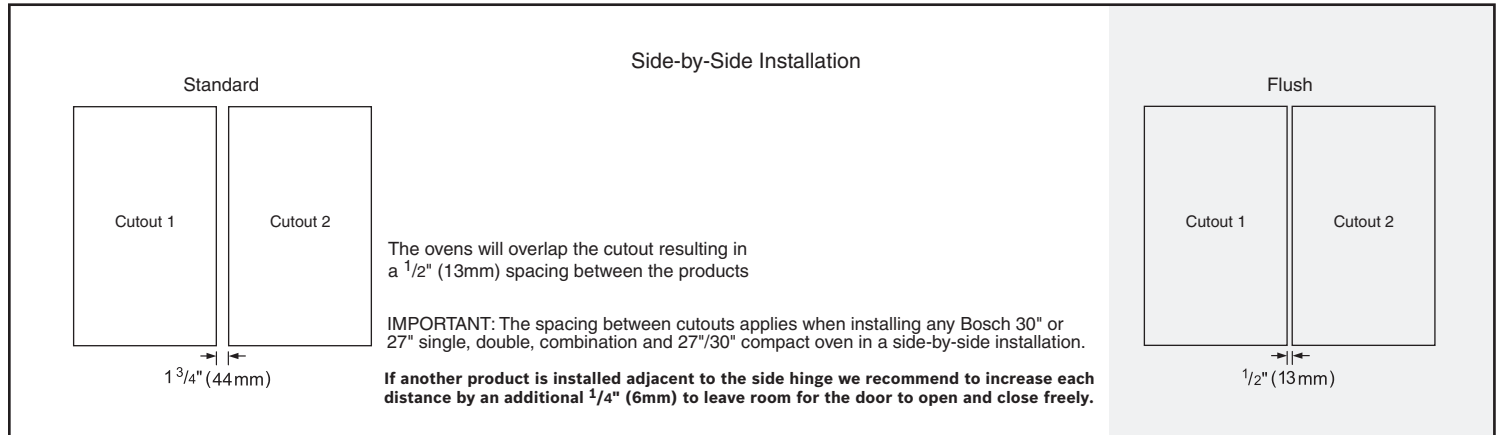 Side-by-Side Installation
Standard
Cutout 1
Cutout 2
1 3/4" (44mm)
The ovens will overlap the cutout resulting in
a 1/2" (13mm) spacing between the products
IMPORTANT: The spacing between cutouts applies when installing any Bosch 30" or
27" single, double, combination and 27"/30" compact oven in a side-by-side installation.
If another product is installed adjacent to the side hinge we recommend to increase each
distance by an additional 1/4" (6mm) to leave room for the door to open and close freely.
Flush
Cutout 1
Cutout 2
1/2" (13mm)